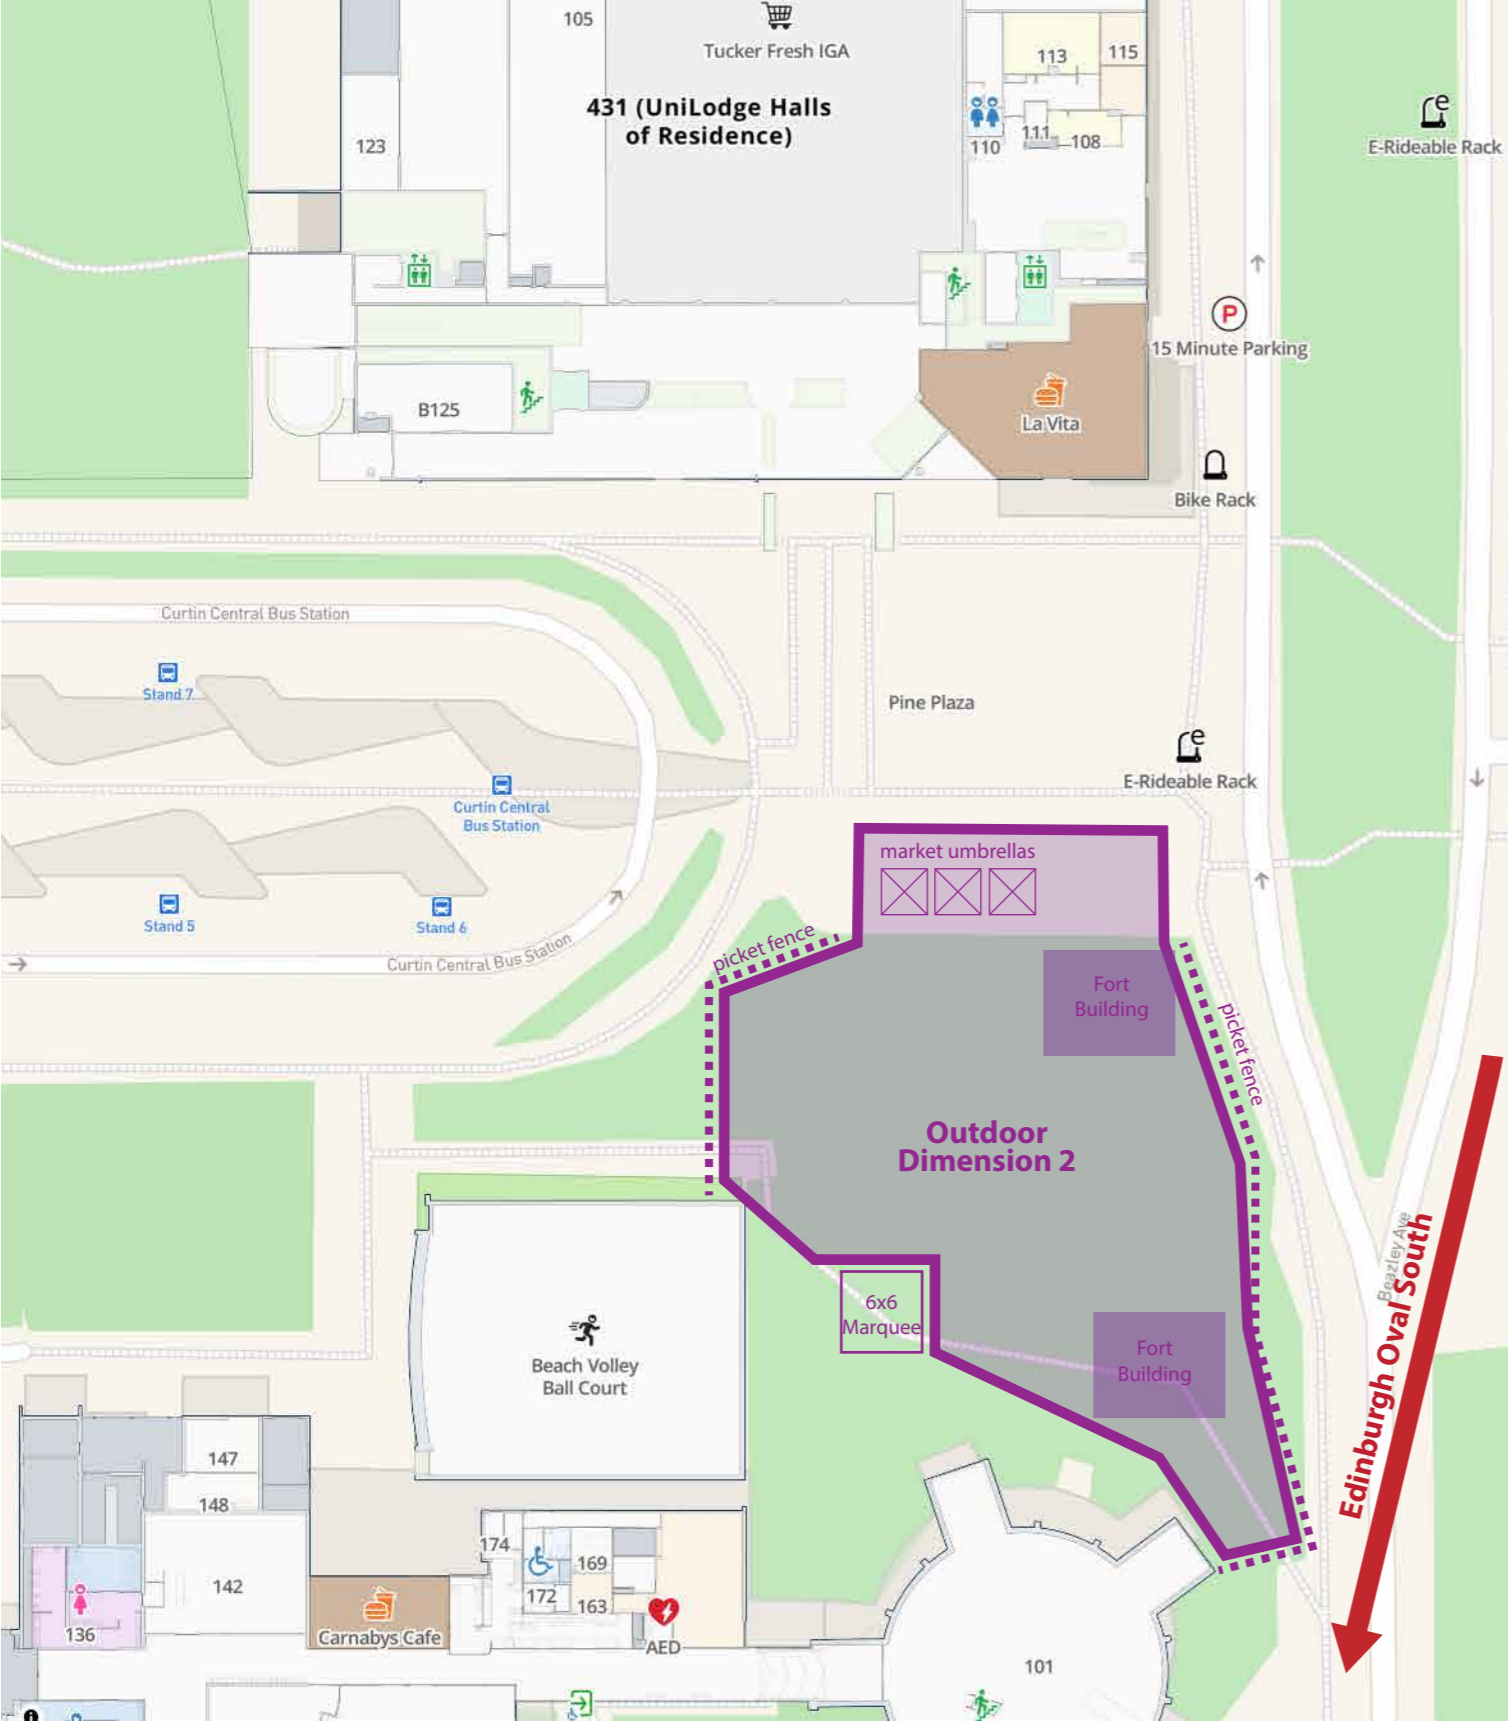 105
Tucker Fresh IGA
113
115
431 (UniLodge Halls
of Residence)
e
E-Rideable Rack
123
110
111
108
P
15 Minute Parking
B125
La Vita
Bike Rack
Curtin Central Bus Station
Stand 7
Pine Plaza
e
E-Rideable Rack
Curtin Central
Bus Station
market umbrellas
Stand 5
Stand 6
picket fence
Curtin Central Bus Station
Fort
Building
picket fence
Outdoor
Dimension 2
Beazley Ave
Edinburgh Oval South
6x6
Marquee
Fort
Building
Beach Volley
Ball Court
147
148
174
169
142
172
163
136
Carnabys Cafe
AED
101